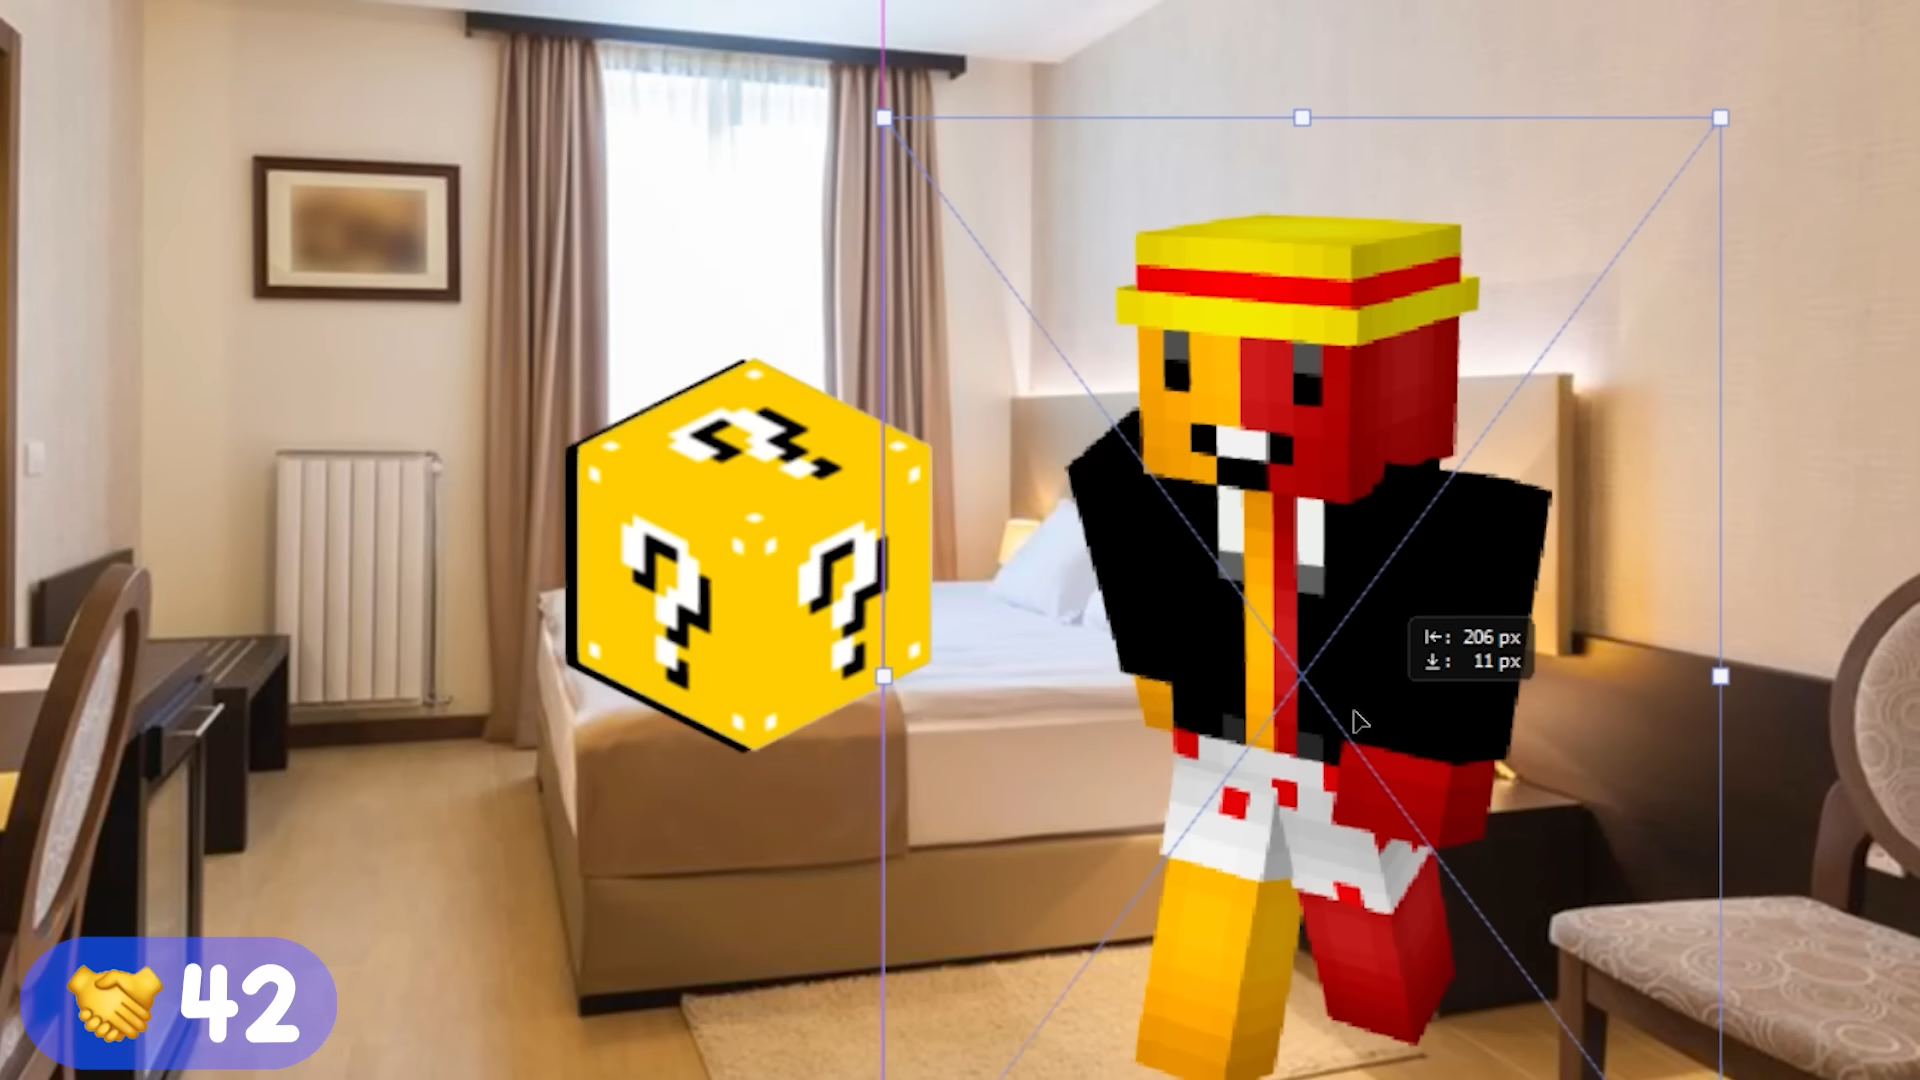 ? ? ?
|←: 206 px
↓: 11 px
🤝 42